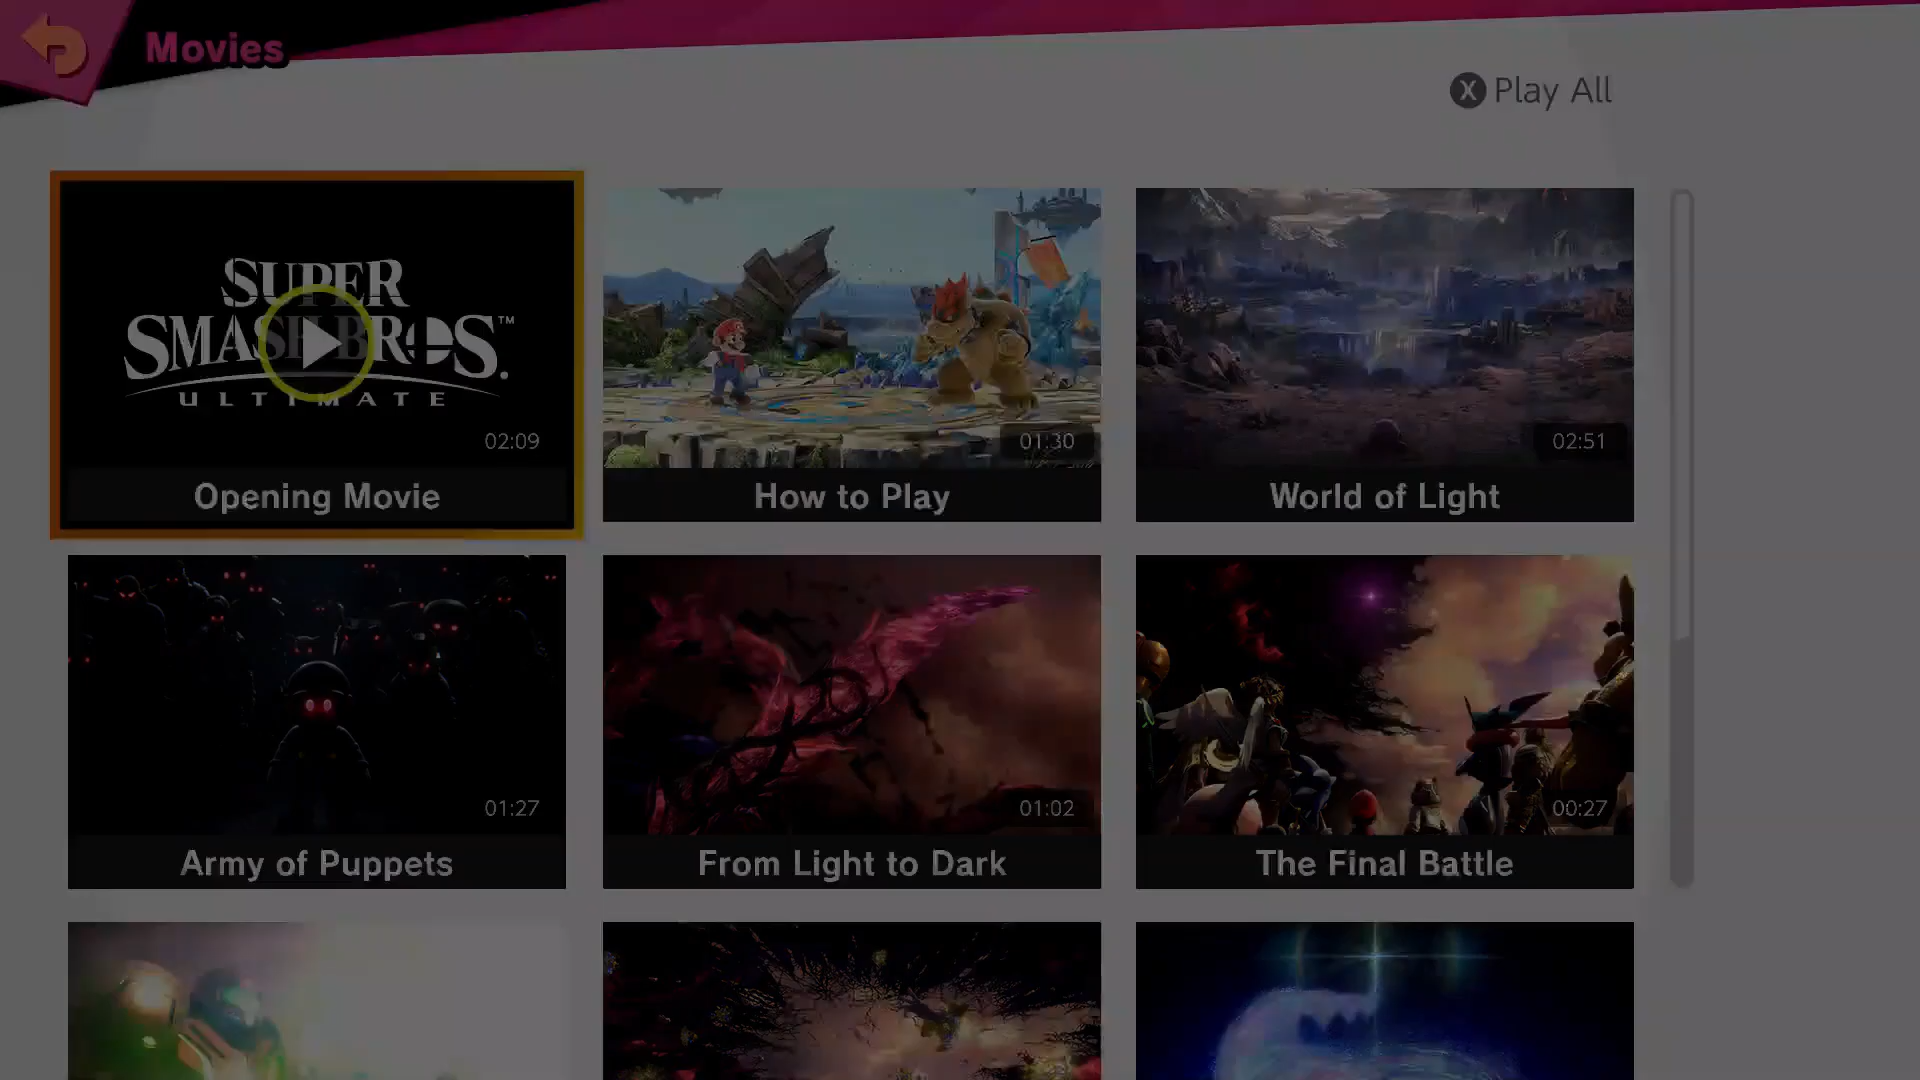 Movies
X Play All
SUPER
SMASH BROS.™
ULTIMATE
02:09
Opening Movie
01:30
How to Play
02:51
World of Light
01:27
Army of Puppets
01:02
From Light to Dark
00:27
The Final Battle